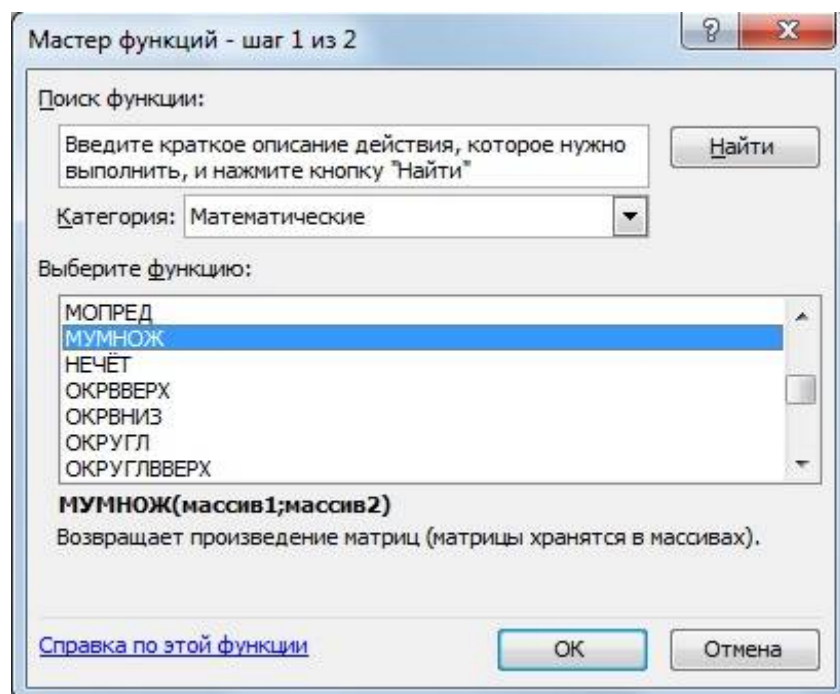 Мастер функций - шаг 1 из 2
Поиск функции:
Введите краткое описание действия, которое нужно
выполнить, и нажмите кнопку "Найти"
Найти
Категория: Математические
Выберите функцию:
МОПРЕД
МУМНОЖ
НЕЧЁТ
ОКРВВЕРХ
ОКРВНИЗ
ОКРУГЛ
ОКРУГЛВВЕРХ
МУМНОЖ(массив1;массив2)
Возвращает произведение матриц (матрицы хранятся в массивах).
Справка по этой функции
ОК
Отмена